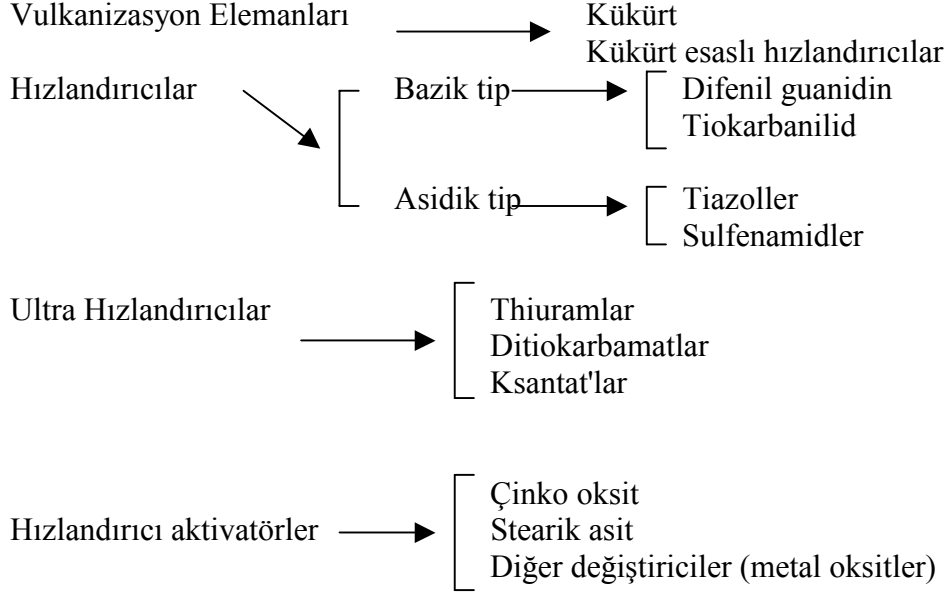 Vulkanizasyon Elemanları Kükürt
Kükürt esaslı hızlandırıcılar
Hızlandırıcılar Bazik tip Difenil guanidin
Tiokarbanilid
Asidik tip Tiazoller
Sulfenamidler
Ultra Hızlandırıcılar Thiuramlar
Ditiokarbamatlar
Ksantat'lar
Çinko oksit
Hızlandırıcı aktivatörler Stearik asit
Diğer değiştiriciler (metal oksitler)